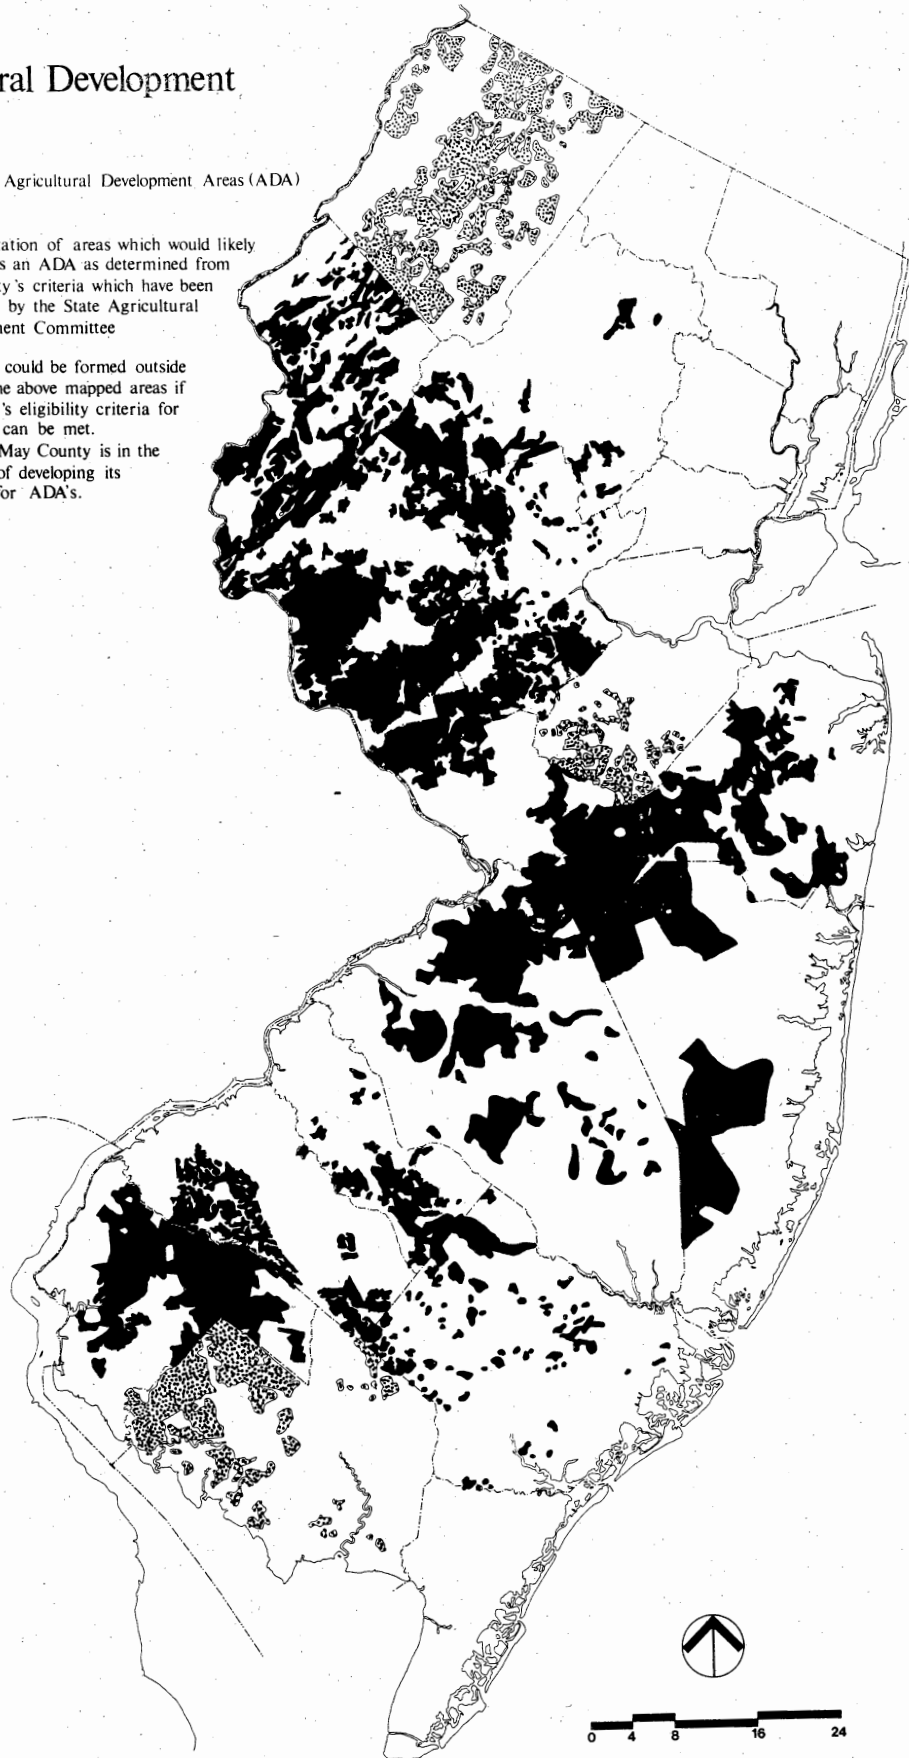 ral Development
Agricultural Development Areas (ADA)
ation of areas which would likely
s an ADA as determined from
y's criteria which have been
by the State Agricultural
ent Committee
could be formed outside
e above mapped areas if
's eligibility criteria for
can be met.
May County is in the
of developing its
or ADA's.
0 4 8 16 24